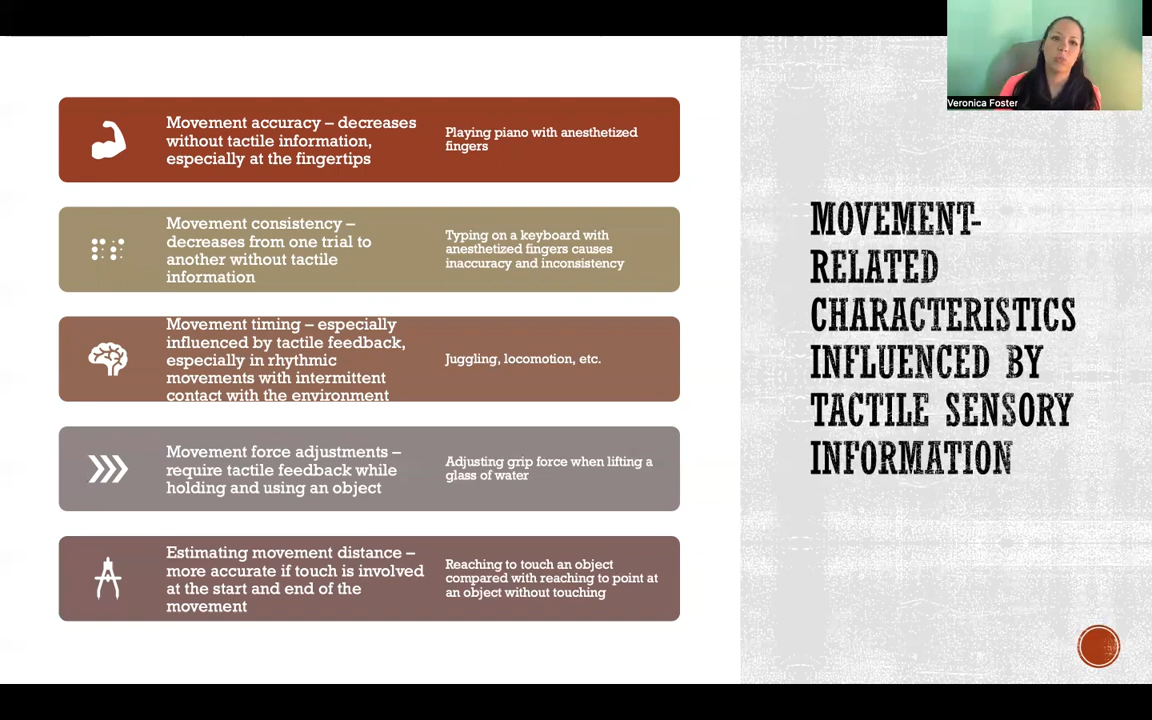 Veronica Foster
Movement accuracy – decreases
without tactile information,
especially at the fingertips
Playing piano with anesthetized
fingers
Movement consistency –
decreases from one trial to
another without tactile
information
Typing on a keyboard with
anesthetized fingers causes
inaccuracy and inconsistency
Movement timing – especially
influenced by tactile feedback,
especially in rhythmic
movements with intermittent
contact with the environment
Juggling, locomotion, etc.
Movement force adjustments –
require tactile feedback while
holding and using an object
Adjusting grip force when lifting a
glass of water
Estimating movement distance –
more accurate if touch is involved
at the start and end of the
movement
Reaching to touch an object
compared with reaching to point at
an object without touching
MOVEMENT-
RELATED
CHARACTERISTICS
INFLUENCED BY
TACTILE SENSORY
INFORMATION